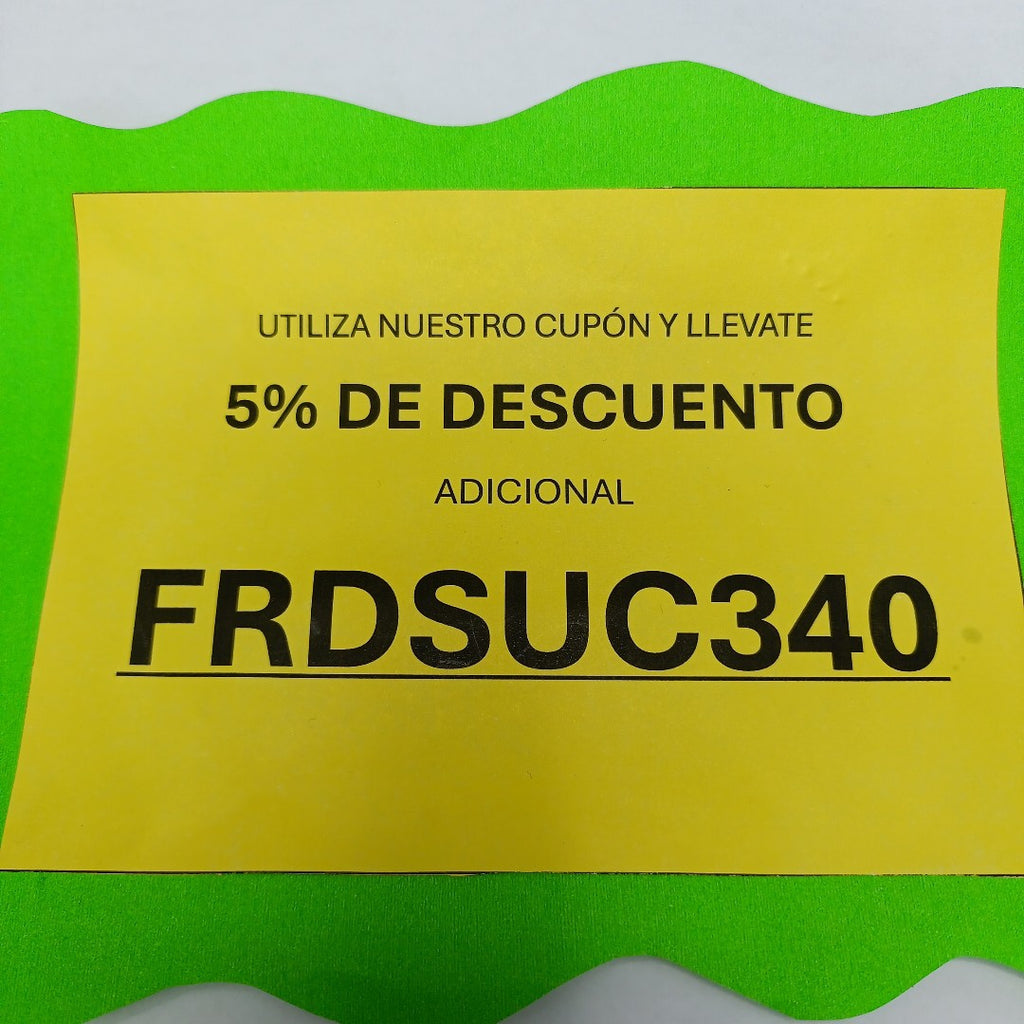 UTILIZA NUESTRO CUPÓN Y LLEVATE
5% DE DESCUENTO
ADICIONAL
FRDSUC340